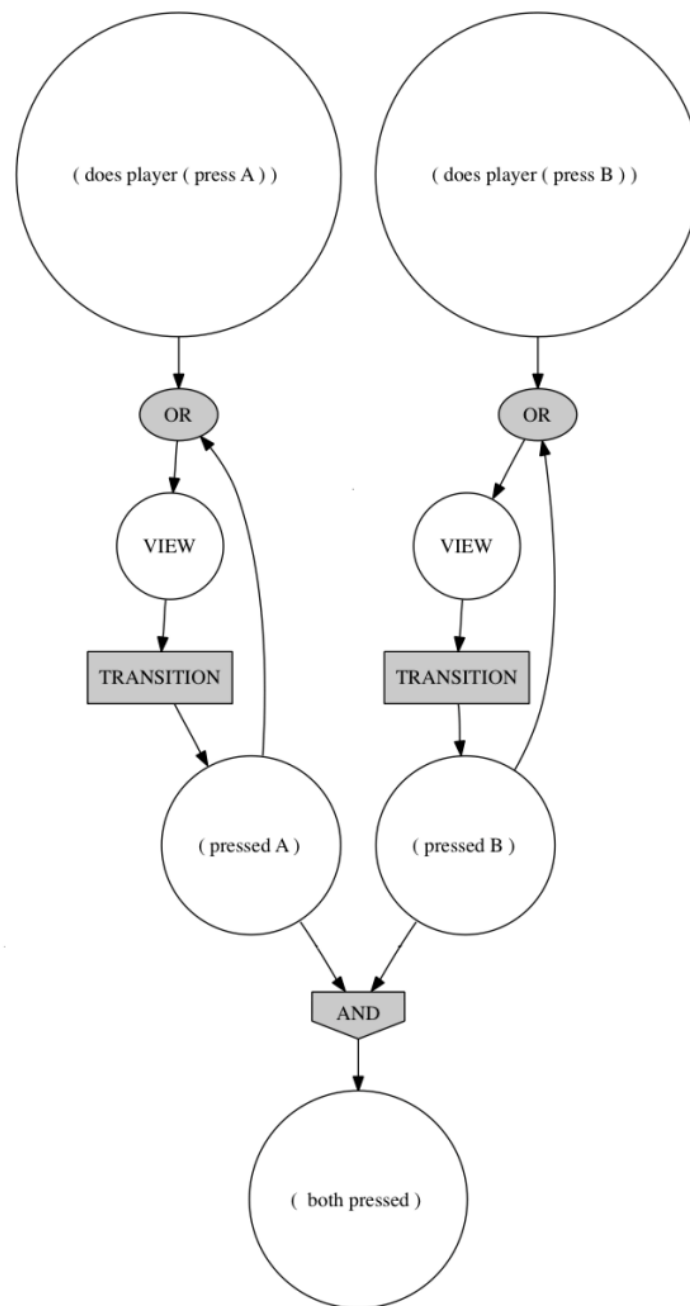 ( does player ( press A ) )
( does player ( press B ) )
OR
OR
VIEW
VIEW
TRANSITION
TRANSITION
( pressed A )
( pressed B )
AND
( both pressed )